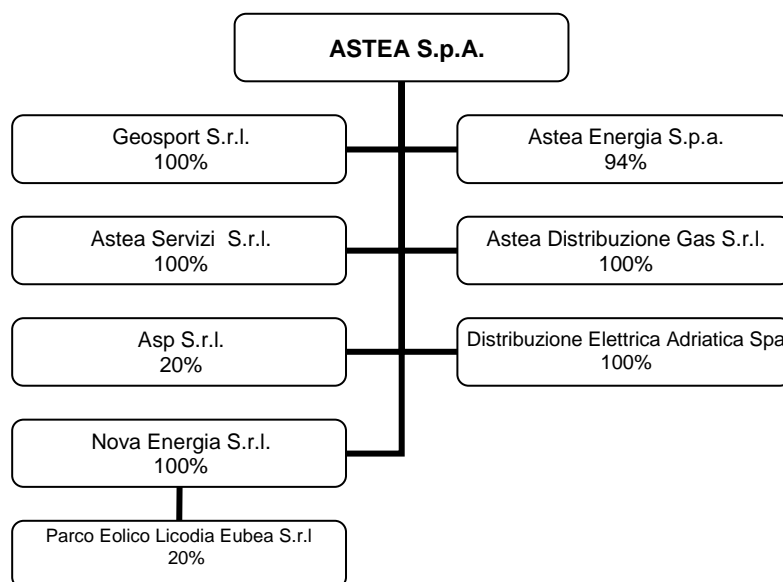 ASTEA S.p.A.
Geosport S.r.l.
100%
Astea Energia S.p.a.
94%
Astea Servizi  S.r.l.
100%
Astea Distribuzione Gas S.r.l.
100%
Asp S.r.l.
20%
Distribuzione Elettrica Adriatica Spa
100%
Nova Energia S.r.l.
100%
Parco Eolico Licodia Eubea S.r.l
20%